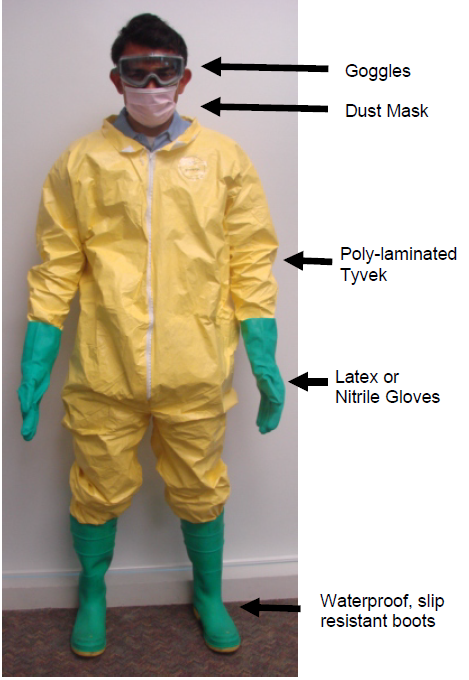 Goggles
Dust Mask
Poly-laminated
Tyvek
Latex or
Nitrile Gloves
Waterproof, slip
resistant boots